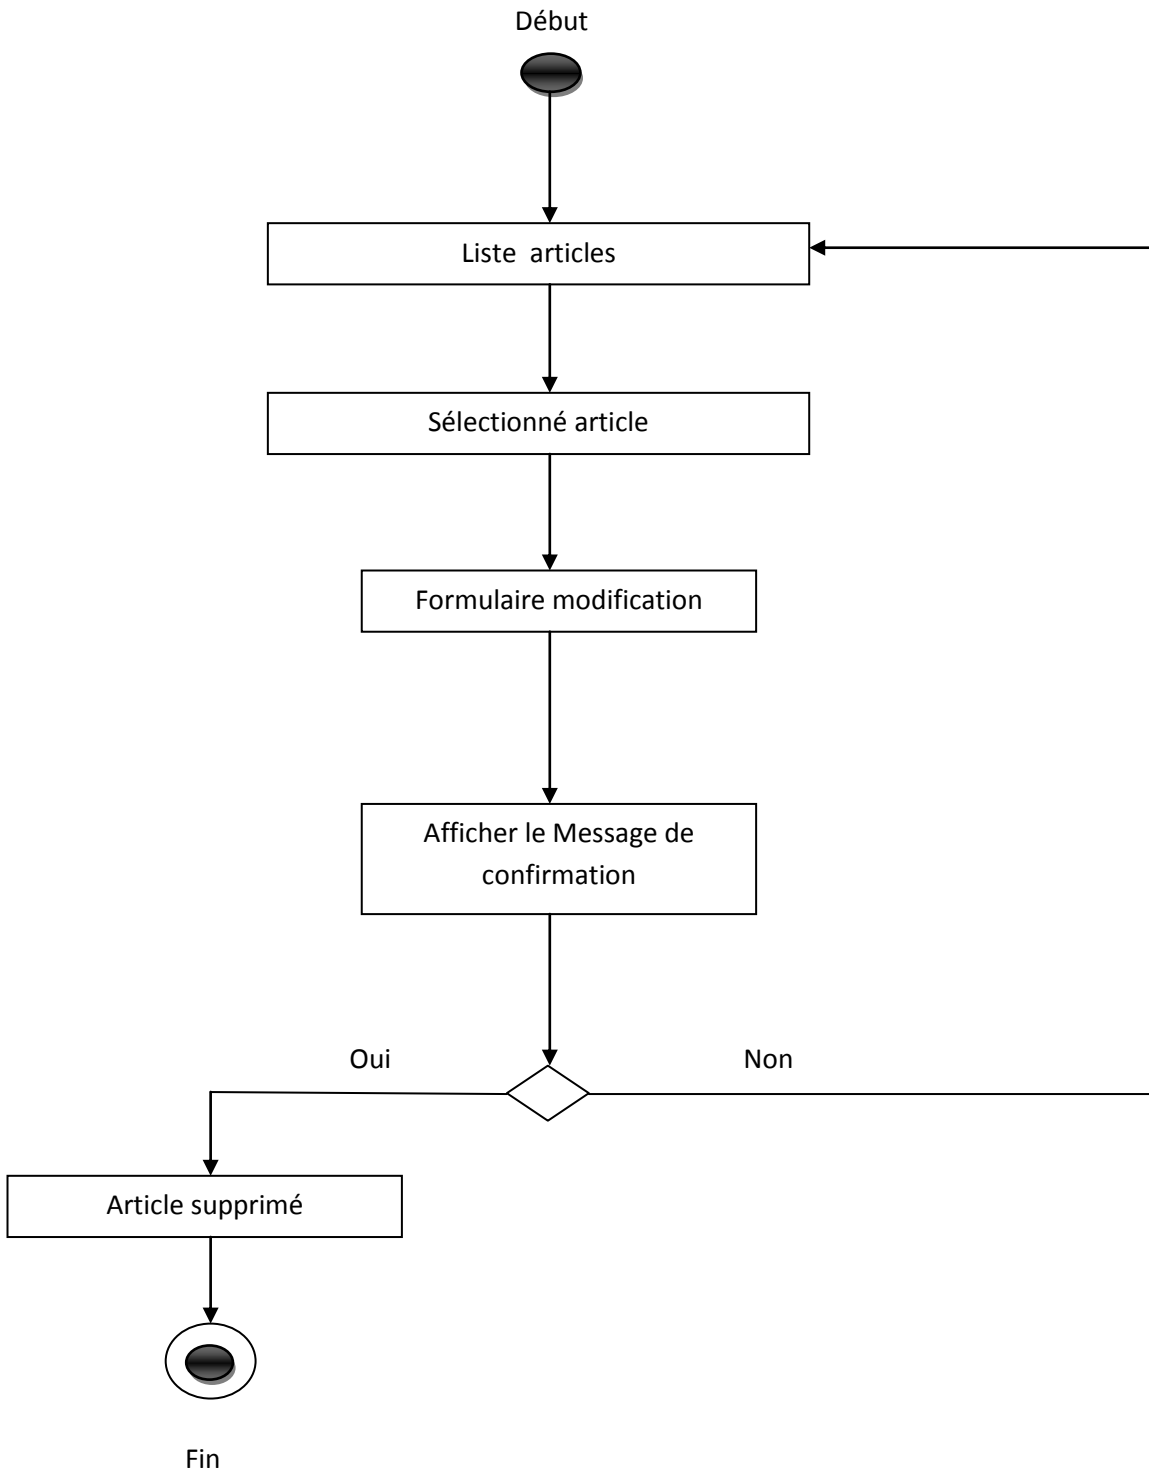 Début
Liste  articles
Sélectionné article
Formulaire modification
Afficher le Message de
confirmation
Oui
Non
Article supprimé
Fin